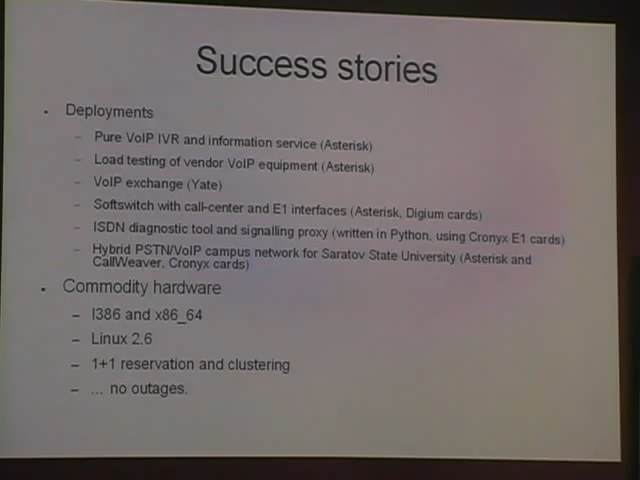 Success stories
• Deployments
– Pure VoIP IVR and information service (Asterisk)
– Load testing of vendor VoIP equipment (Asterisk)
– VoIP exchange (Yate)
– Softswitch with call-center and E1 interfaces (Asterisk, Digium cards)
– ISDN diagnostic tool and signalling proxy (written in Python, using Cronyx E1 cards)
– Hybrid PSTN/VoIP campus network for Saratov State University (Asterisk and
CallWeaver, Cronyx cards)
• Commodity hardware
– I386 and x86_64
– Linux 2.6
– 1+1 reservation and clustering
– ... no outages.